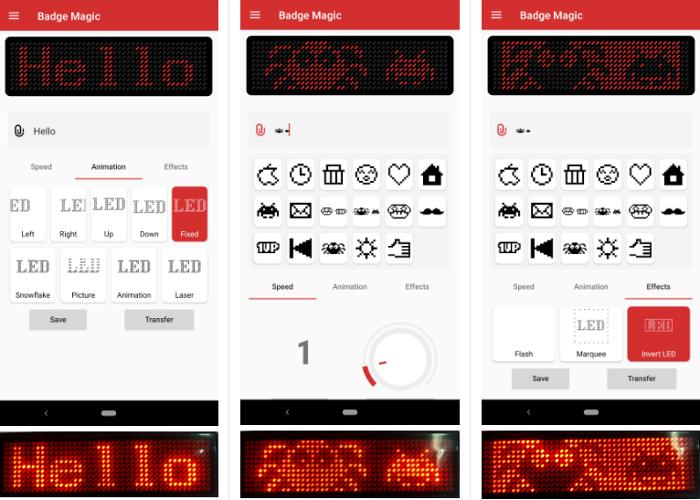 Badge Magic
Hello
Hello
Speed Animation Effects
ED LE LED LED LED
Left Right Up Down Fixed
LED LED LED LED
Snowflake Picture Animation Laser
Save Transfer
Hello
Badge Magic
Speed Animation Effects
1
Badge Magic
Speed Animation Effects
LED LED
Flash Marquee Invert LED
Save Transfer